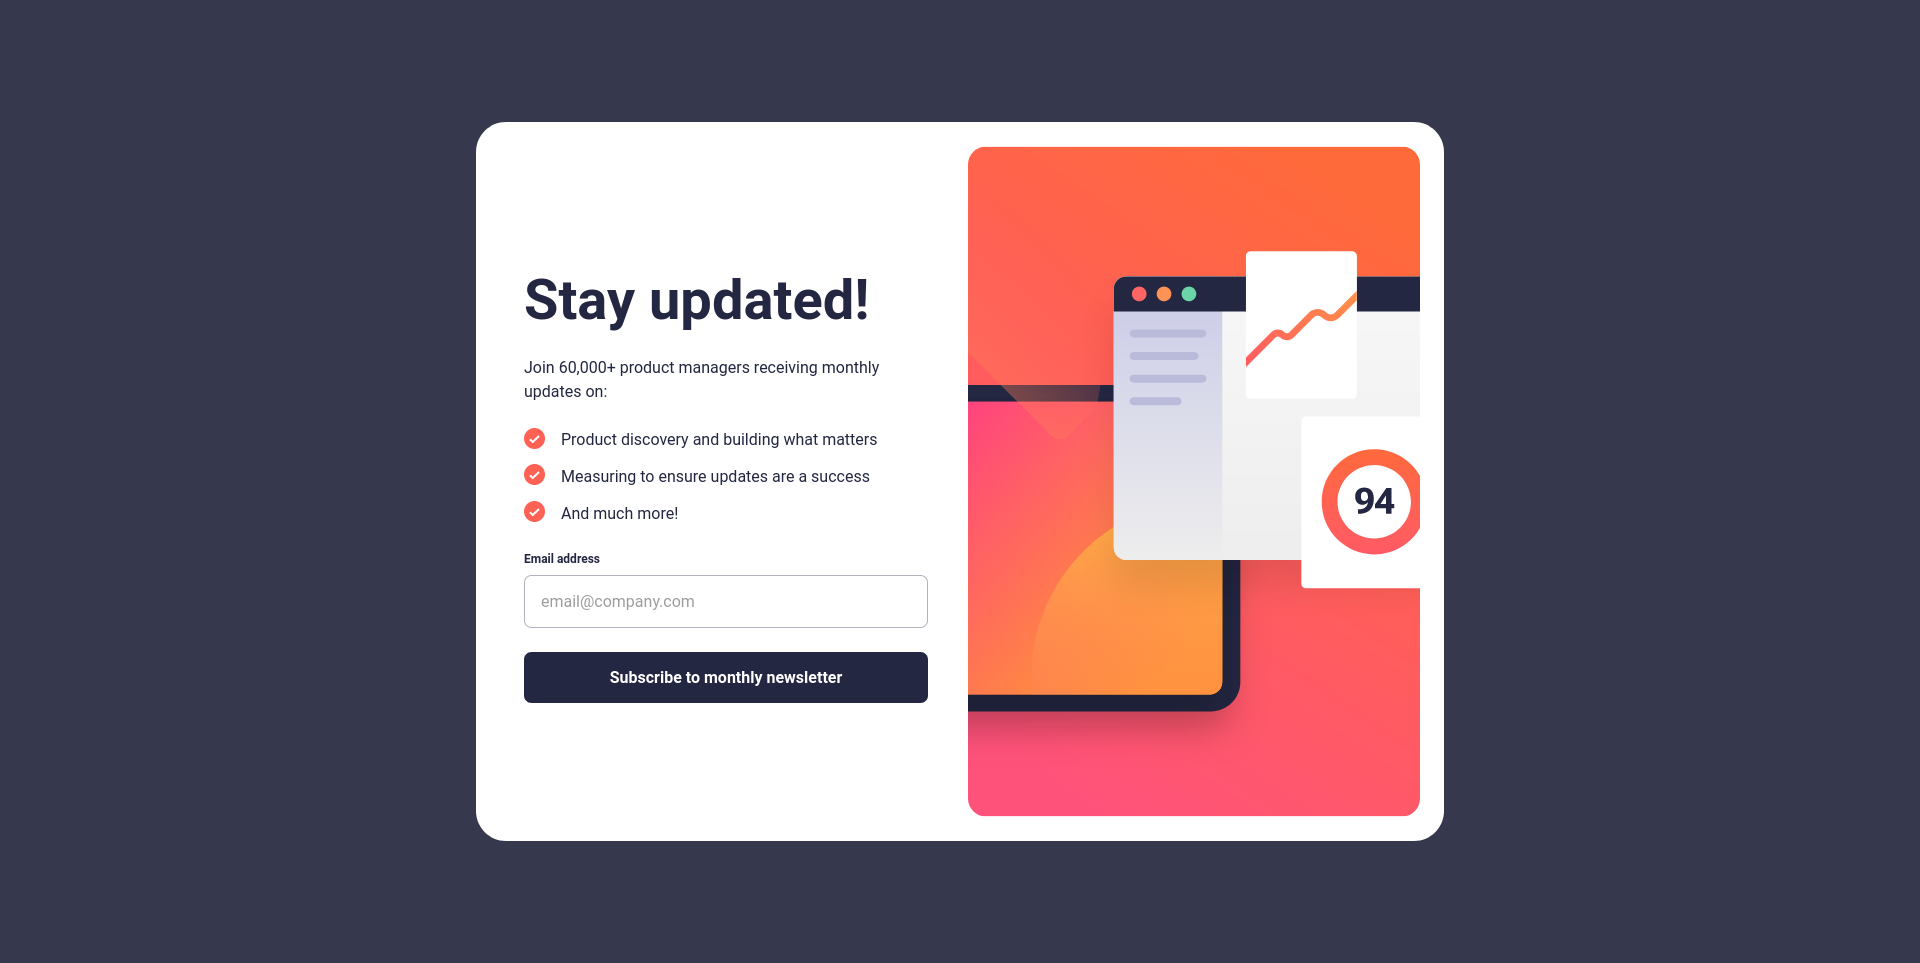 Stay updated!
Join 60,000+ product managers receiving monthly
updates on:
Product discovery and building what matters
Measuring to ensure updates are a success
And much more!
Email address
email@company.com
Subscribe to monthly newsletter
94